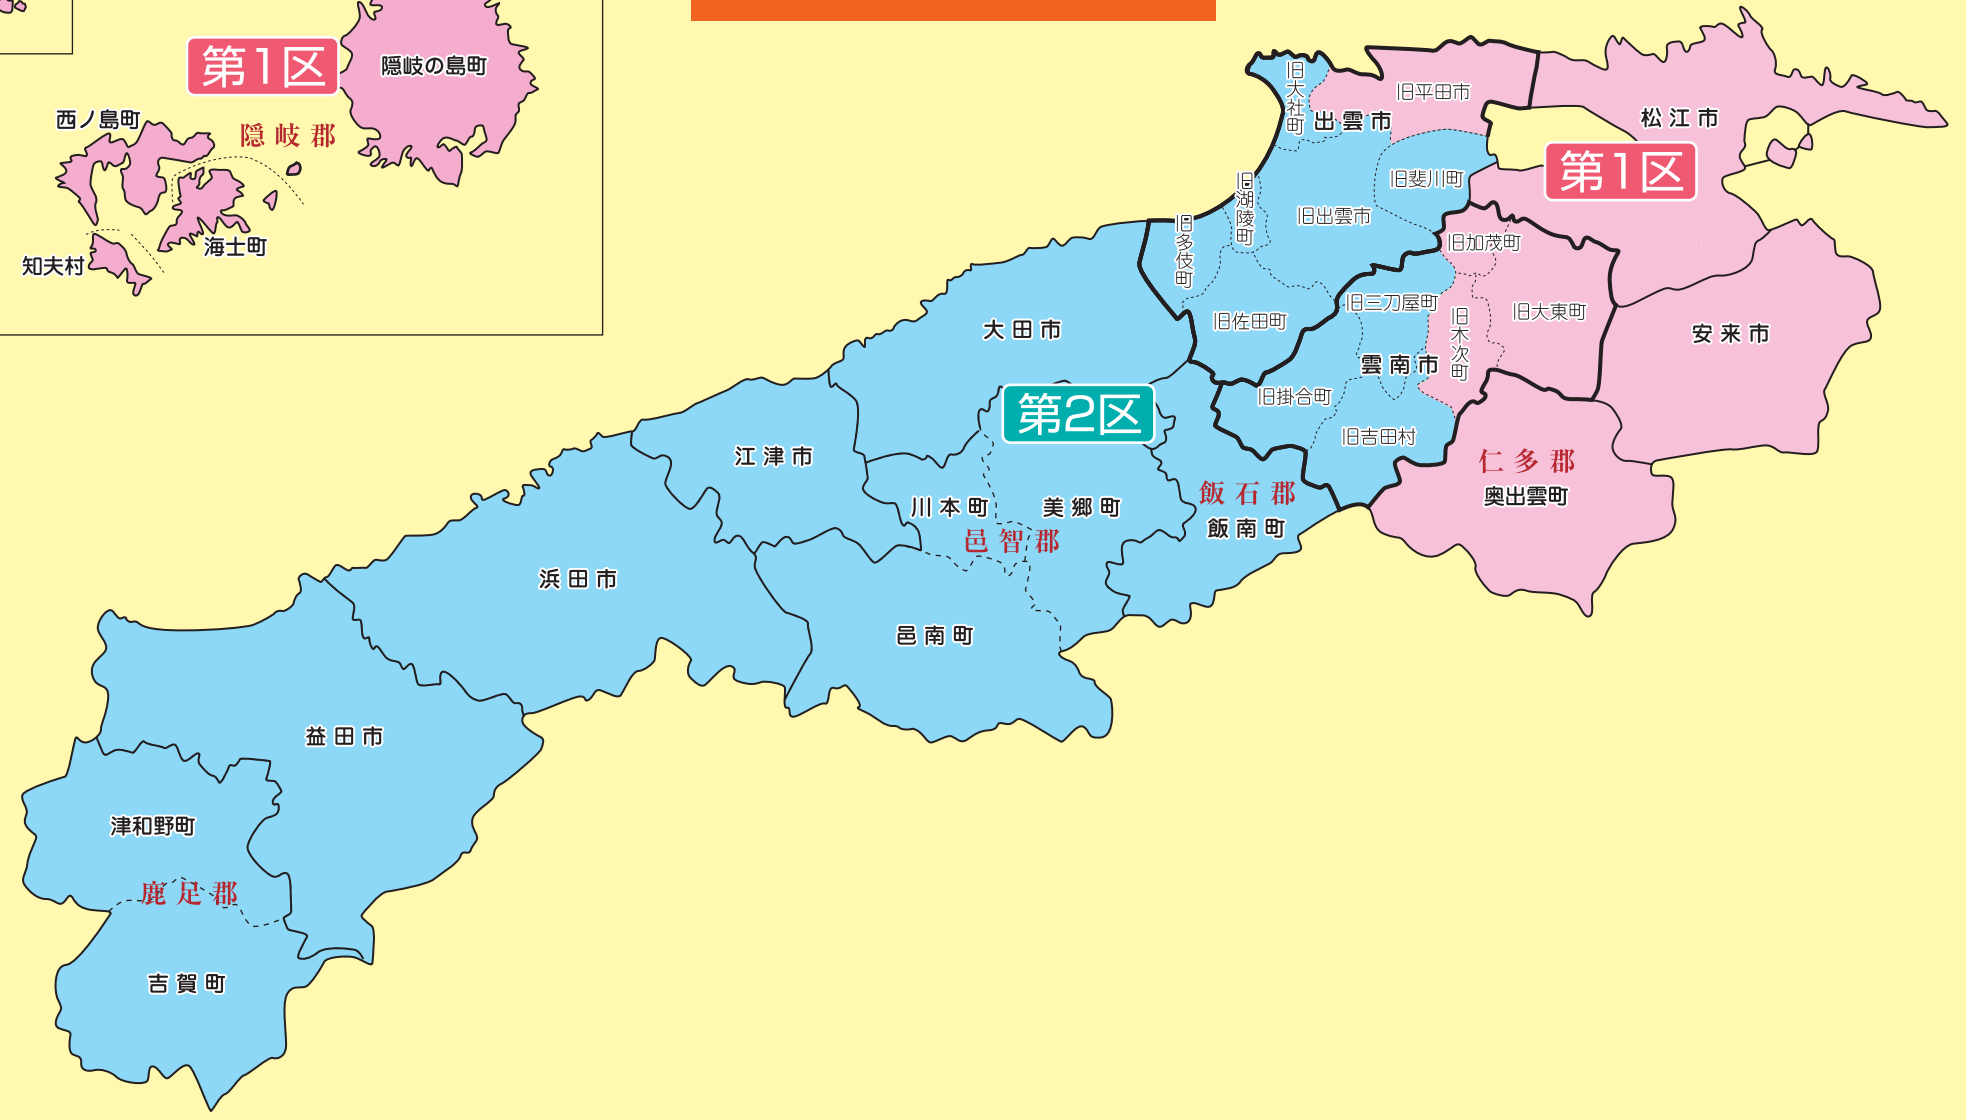 第1区
隠岐の島町
西ノ島町
隠岐郡
海士町
知夫村
旧大社町
旧平田市
出雲市
松江市
第1区
旧斐川町
旧湖陵町
旧出雲市
旧多伎町
旧加茂町
旧三刀屋町
旧大東町
旧佐田町
旧木次町
大田市
安来市
雲南市
旧掛合町
第2区
旧吉田村
江津市
仁多郡
奥出雲町
飯石郡
飯南町
川本町
美郷町
邑智郡
浜田市
邑南町
益田市
津和野町
鹿足郡
吉賀町